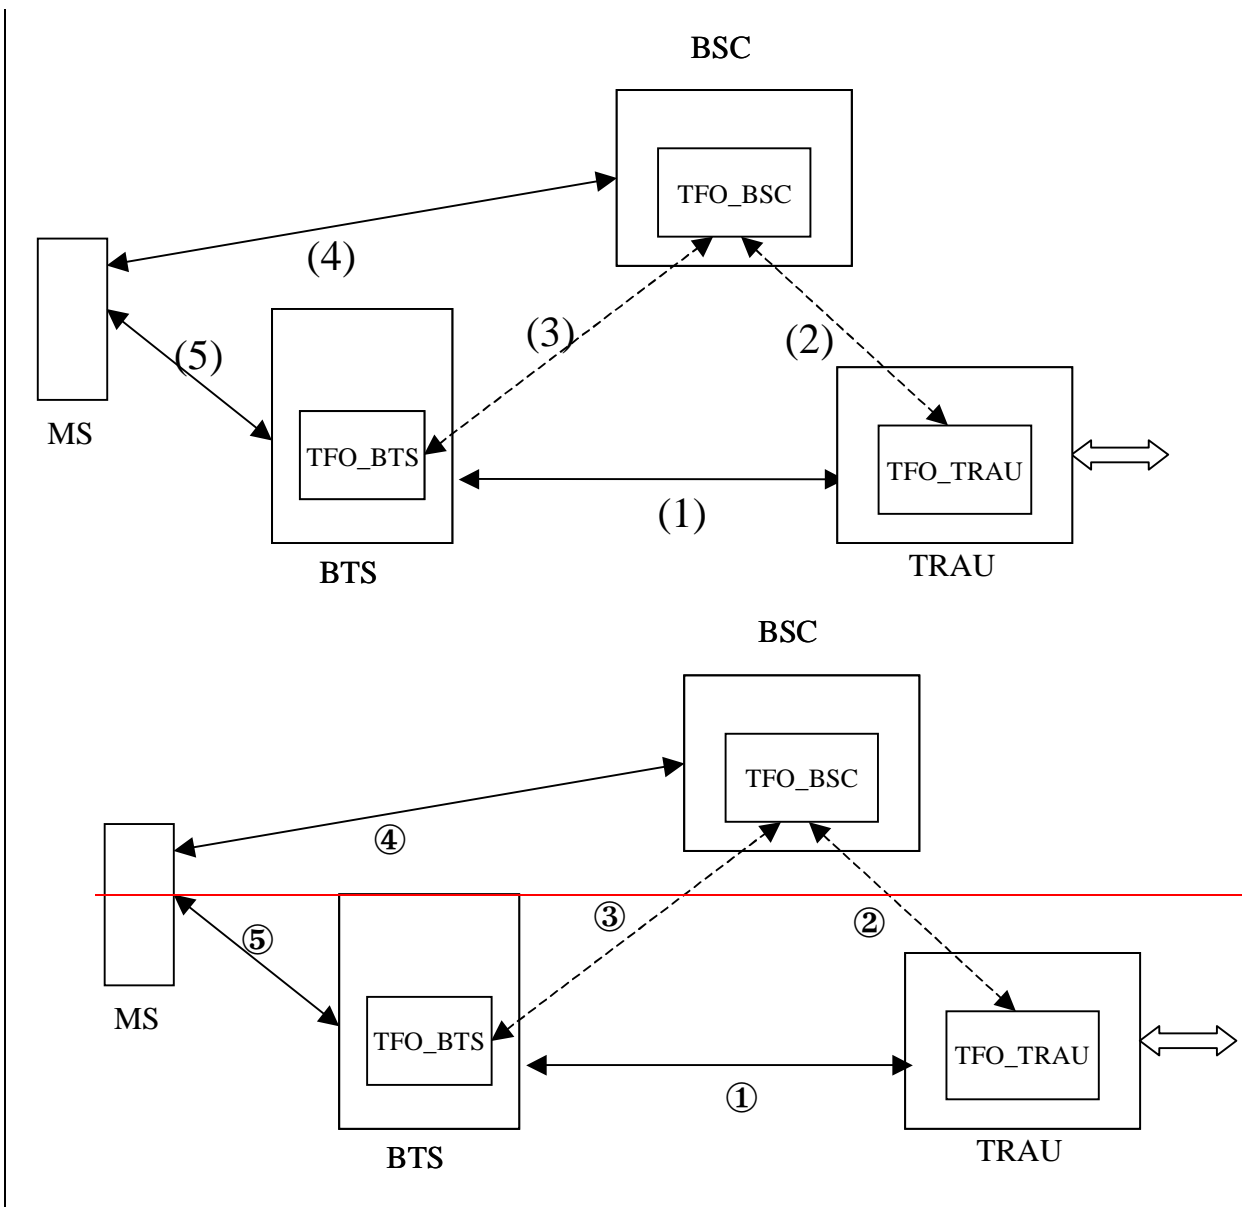 BSC
TFO_BSC
(4)
(3)
(2)
(5)
MS
TFO_BTS
TFO_TRAU
(1)
BTS
TRAU
BSC
TFO_BSC
④
③
②
⑤
MS
TFO_BTS
TFO_TRAU
①
BTS
TRAU